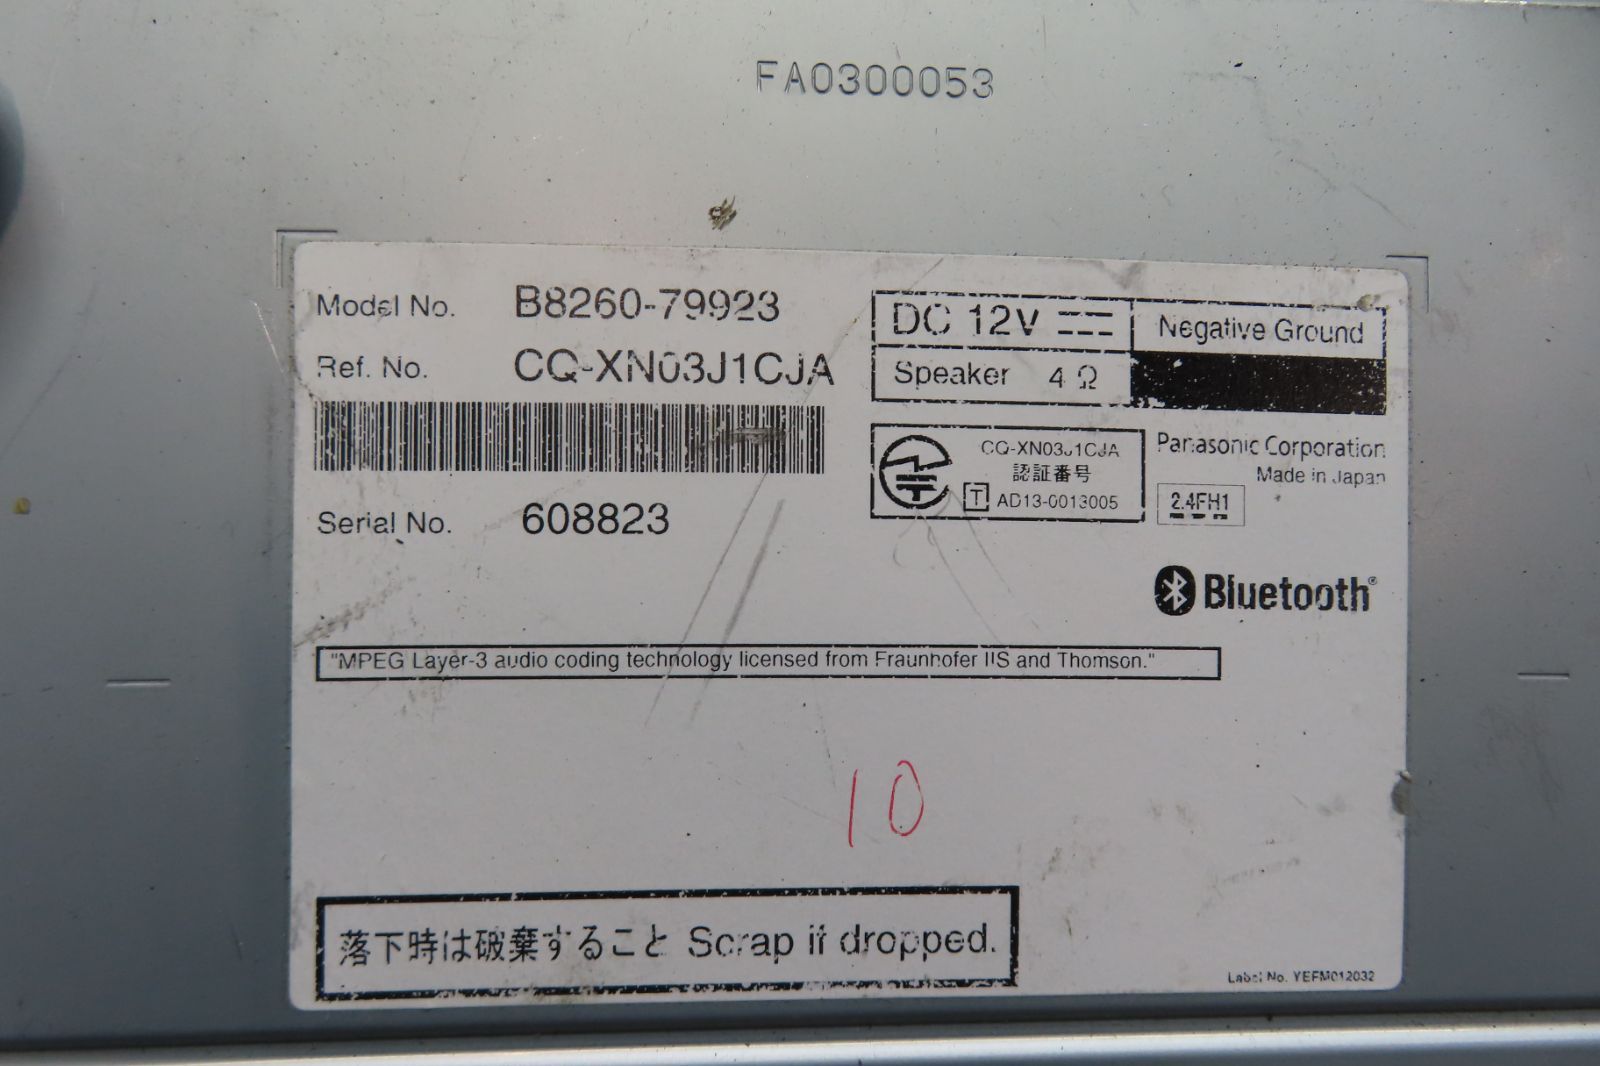 FA0300053
Model No. B8260-79923
Ref. No. CQ-XN03J1CJA
Serial No. 608823
DC 12V Negative Ground
Speaker 4 Ω
CQ-XN03J1CJA
認証番号
T AD13-0013005
Panasonic Corporation
Made in Japan
2.4FH1
Bluetooth®
"MPEG Layer-3 audio coding technology licensed from Fraunhofer IIS and Thomson."
10
落下時は破棄すること Scrap if dropped.
Label No. YEFM012032